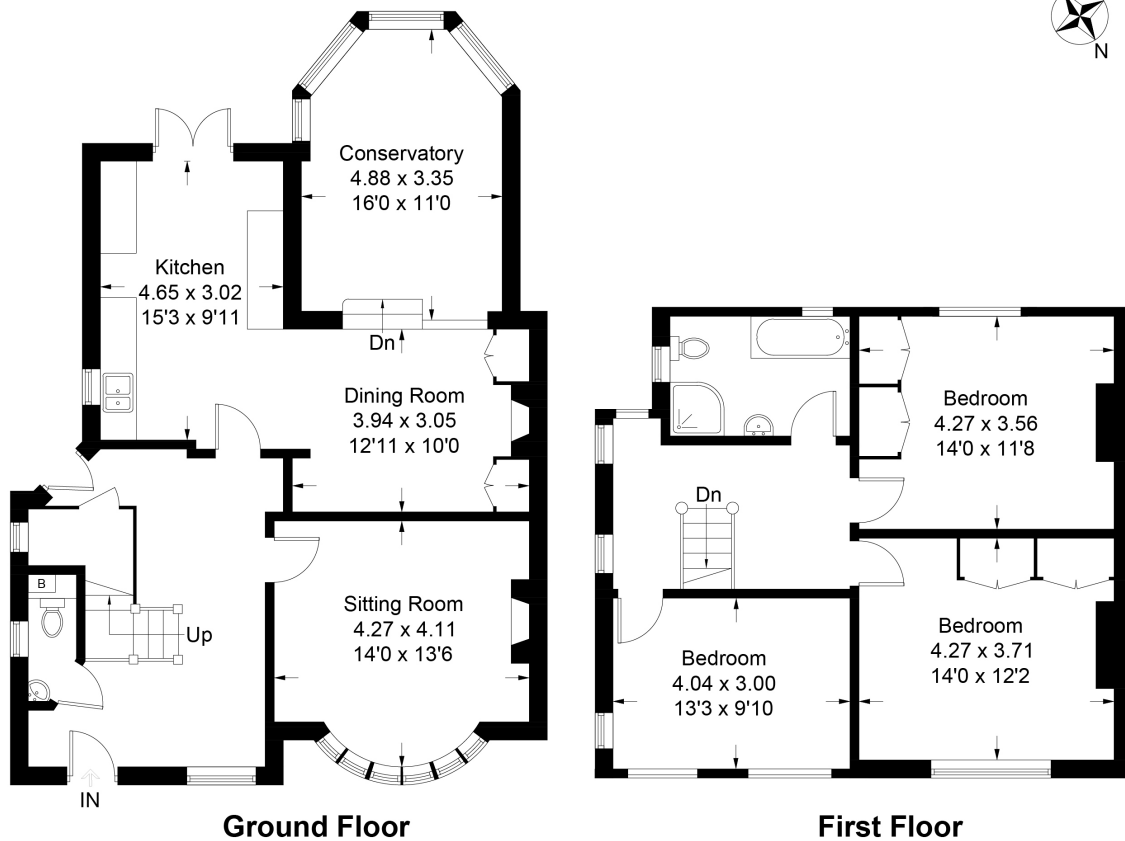 N
Conservatory
4.88 x 3.35
16'0 x 11'0
Kitchen
4.65 x 3.02
15'3 x 9'11
Dn
Dining Room
3.94 x 3.05
12'11 x 10'0
B
Up
Sitting Room
4.27 x 4.11
14'0 x 13'6
IN
Ground Floor
Bedroom
4.27 x 3.56
14'0 x 11'8
Dn
Bedroom
4.04 x 3.00
13'3 x 9'10
Bedroom
4.27 x 3.71
14'0 x 12'2
First Floor